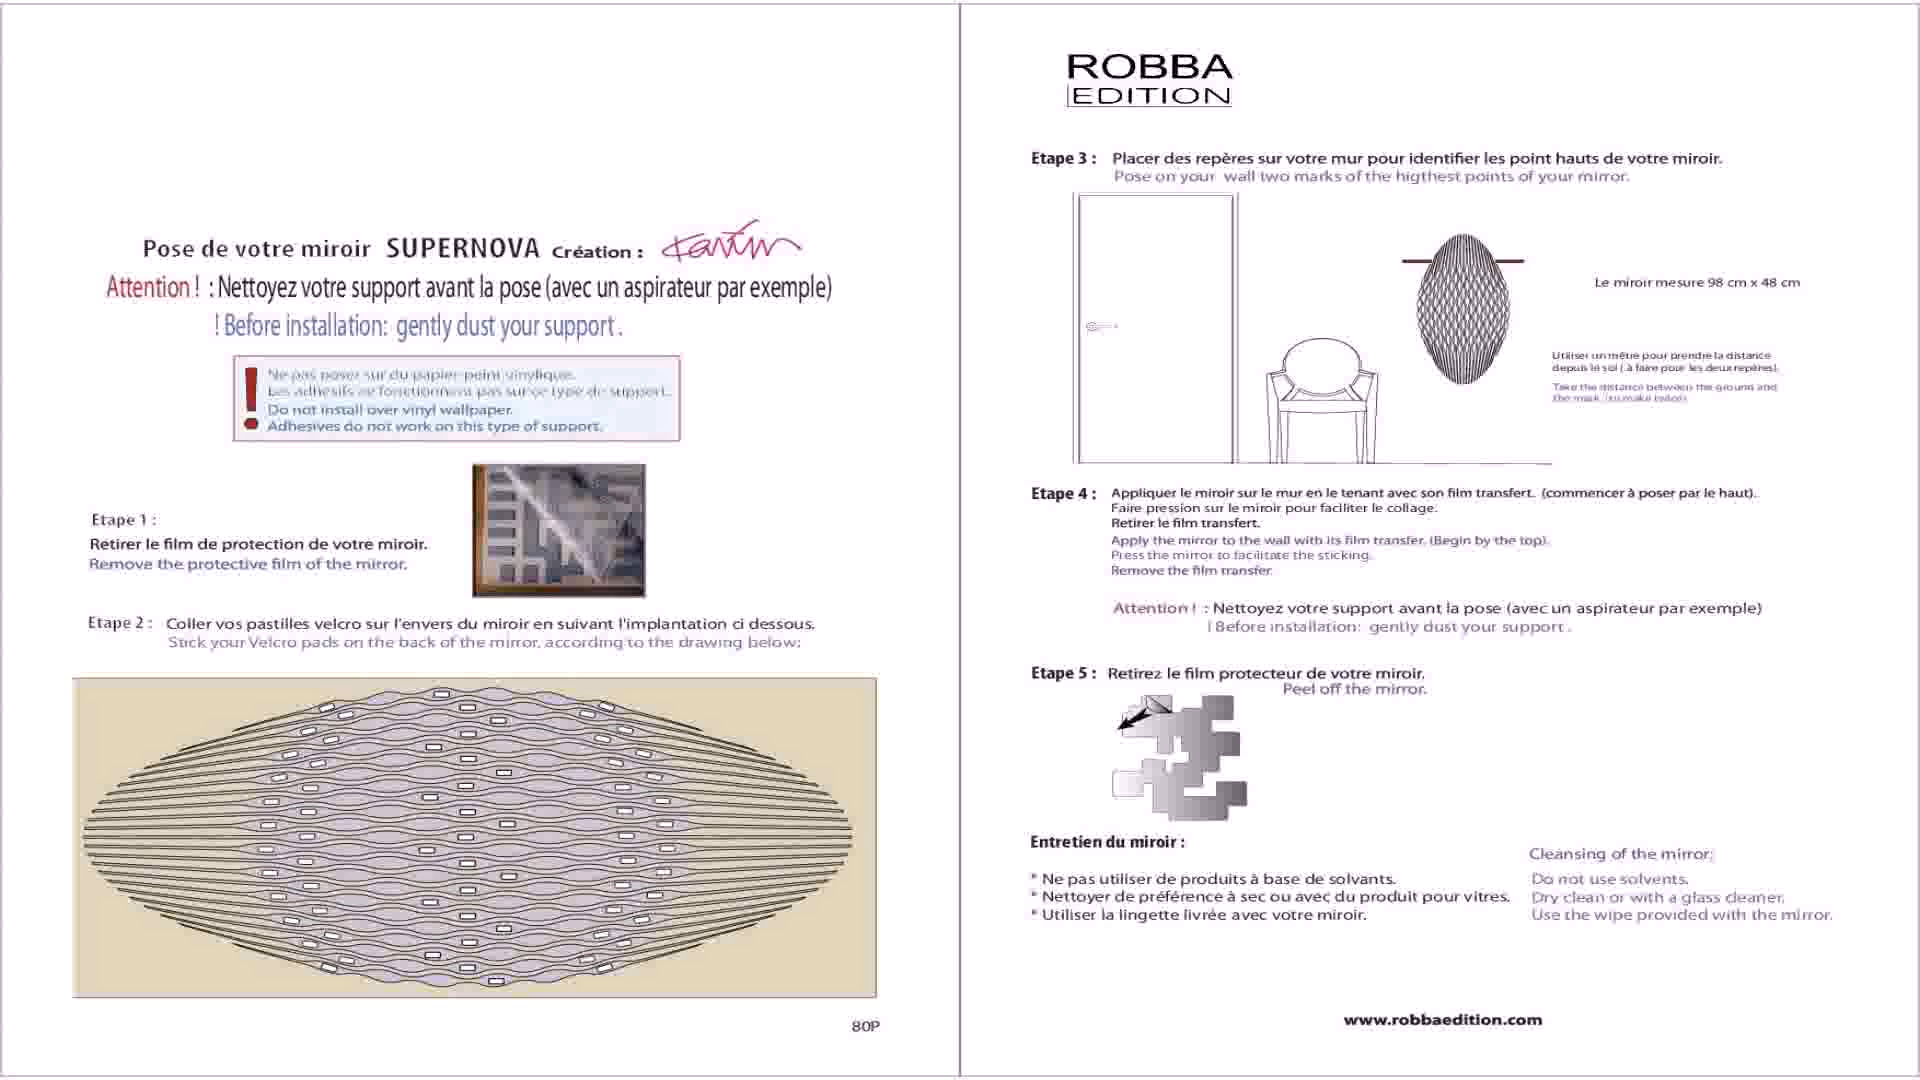 Pose de votre miroir SUPERNOVA Création :
Attention ! : Nettoyez votre support avant la pose (avec un aspirateur par exemple)
! Before installation: gently dust your support .
Ne pas poser sur du papier peint vinylique.
Les adhésifs ne fonctionnent pas sur ce type de support.
Do not install over vinyl wallpaper.
Adhesives do not work on this type of support.
Etape 1 :
Retirer le film de protection de votre miroir.
Remove the protective film of the mirror.
Etape 2 : Coller vos pastilles velcro sur l'envers du miroir en suivant l'implantation ci dessous.
Stick your Velcro pads on the back of the mirror, according to the drawing below:
80P
ROBBA
EDITION
Etape 3 : Placer des repères sur votre mur pour identifier les point hauts de votre miroir.
Pose on your wall two marks of the higthest points of your mirror.
Le miroir mesure 98 cm x 48 cm
Utiliser un mètre pour prendre la distance
depuis le sol ( à faire pour les deux repères).
Take the distance between the ground and
the mark. (to make twice)
Etape 4 : Appliquer le miroir sur le mur en le tenant avec son film transfert. (commencer à poser par le haut).
Faire pression sur le miroir pour faciliter le collage.
Retirer le film transfert.
Apply the mirror to the wall with its film transfer. (Begin by the top).
Press the mirror to facilitate the sticking.
Remove the film transfer.
Attention ! : Nettoyez votre support avant la pose (avec un aspirateur par exemple)
! Before installation: gently dust your support .
Etape 5 : Retirez le film protecteur de votre miroir.
Peel off the mirror.
Entretien du miroir :
* Ne pas utiliser de produits à base de solvants.
* Nettoyer de préférence à sec ou avec du produit pour vitres.
* Utiliser la lingette livrée avec votre miroir.
Cleansing of the mirror:
Do not use solvents.
Dry clean or with a glass cleaner.
Use the wipe provided with the mirror.
www.robbaedition.com